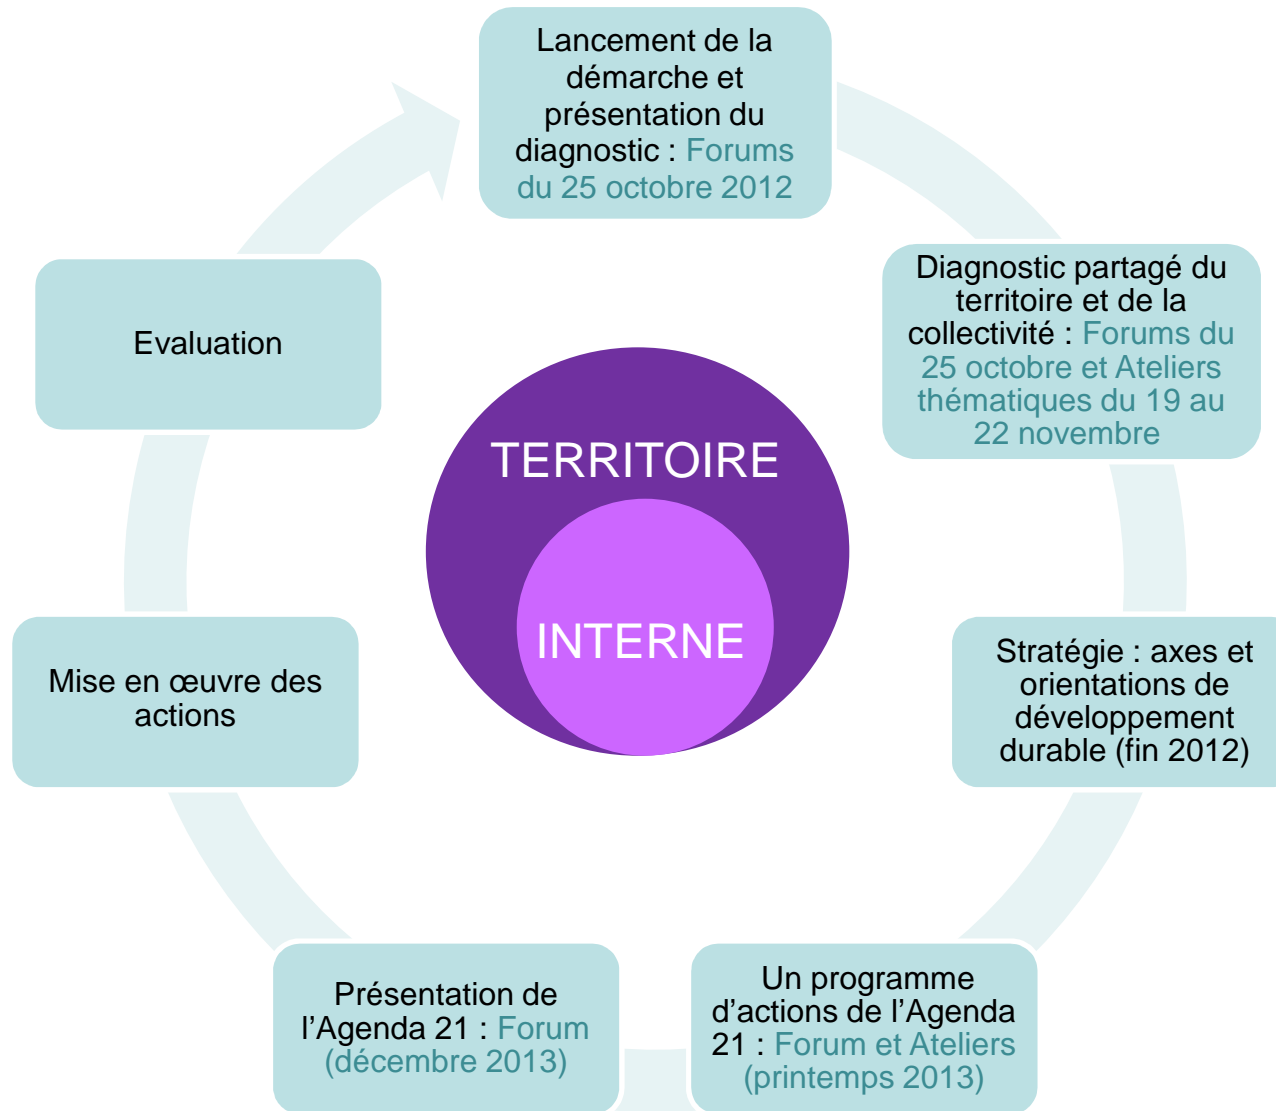 Lancement de la
démarche et
présentation du
diagnostic : Forums
du 25 octobre 2012
Diagnostic partagé du
territoire et de la
collectivité : Forums du
25 octobre et Ateliers
thématiques du 19 au
22 novembre
Stratégie : axes et
orientations de
développement
durable (fin 2012)
Un programme
d’actions de l’Agenda
21 : Forum et Ateliers
(printemps 2013)
Présentation de
l’Agenda 21 : Forum
(décembre 2013)
Mise en œuvre des
actions
Evaluation
TERRITOIRE
INTERNE